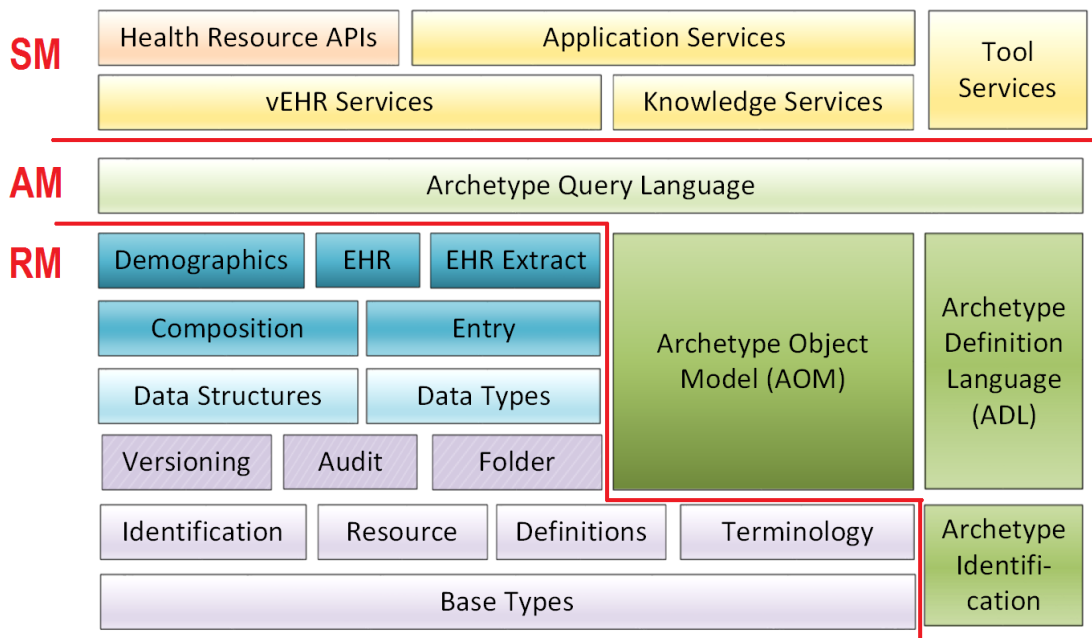 SM
Health Resource APIs
Application Services
Tool
Services
vEHR Services
Knowledge Services
AM
Archetype Query Language
RM
Demographics
EHR
EHR Extract
Composition
Entry
Data Structures
Data Types
Versioning
Audit
Folder
Archetype Object
Model (AOM)
Archetype
Definition
Language
(ADL)
Identification
Resource
Definitions
Terminology
Base Types
Archetype
Identifi-
cation